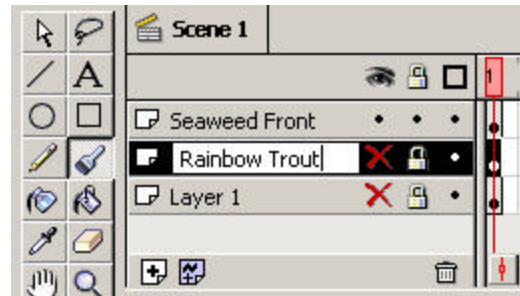 Scene 1
A
1
Seaweed Front
Rainbow Trout
Layer 1